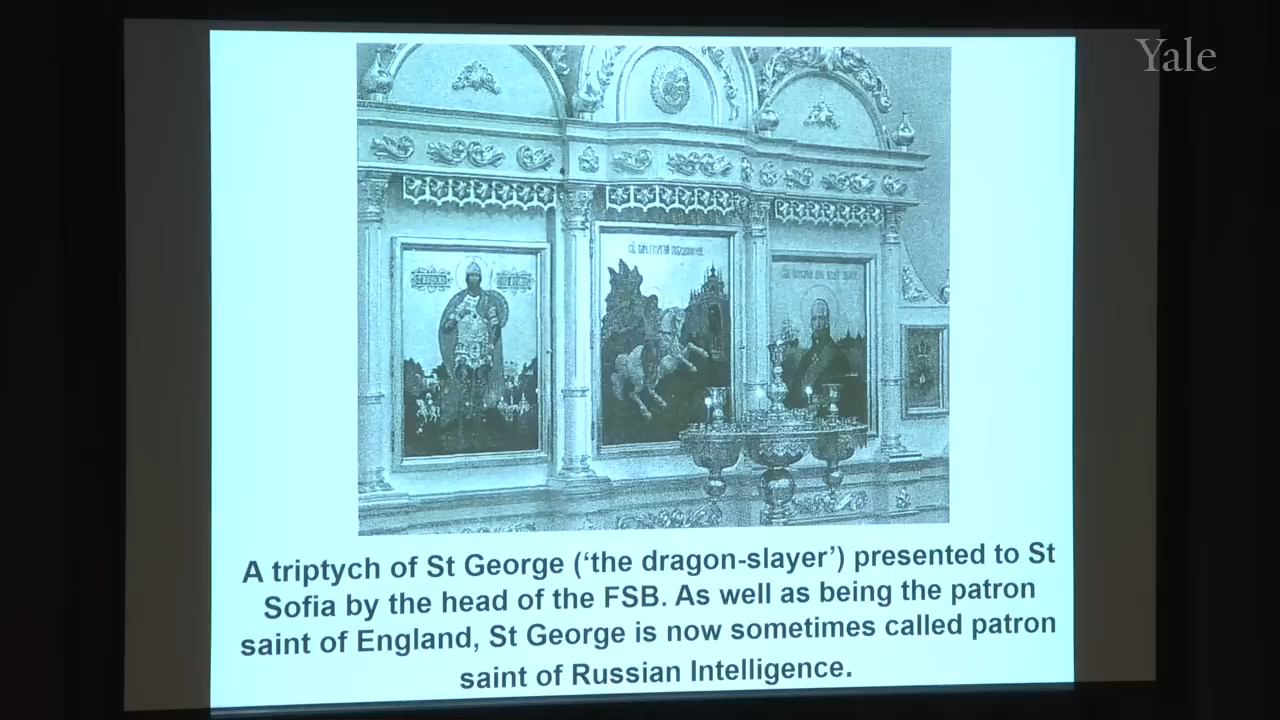 Yale
A triptych of St George (‘the dragon-slayer’) presented to St
Sofia by the head of the FSB. As well as being the patron
saint of England, St George is now sometimes called patron
saint of Russian Intelligence.